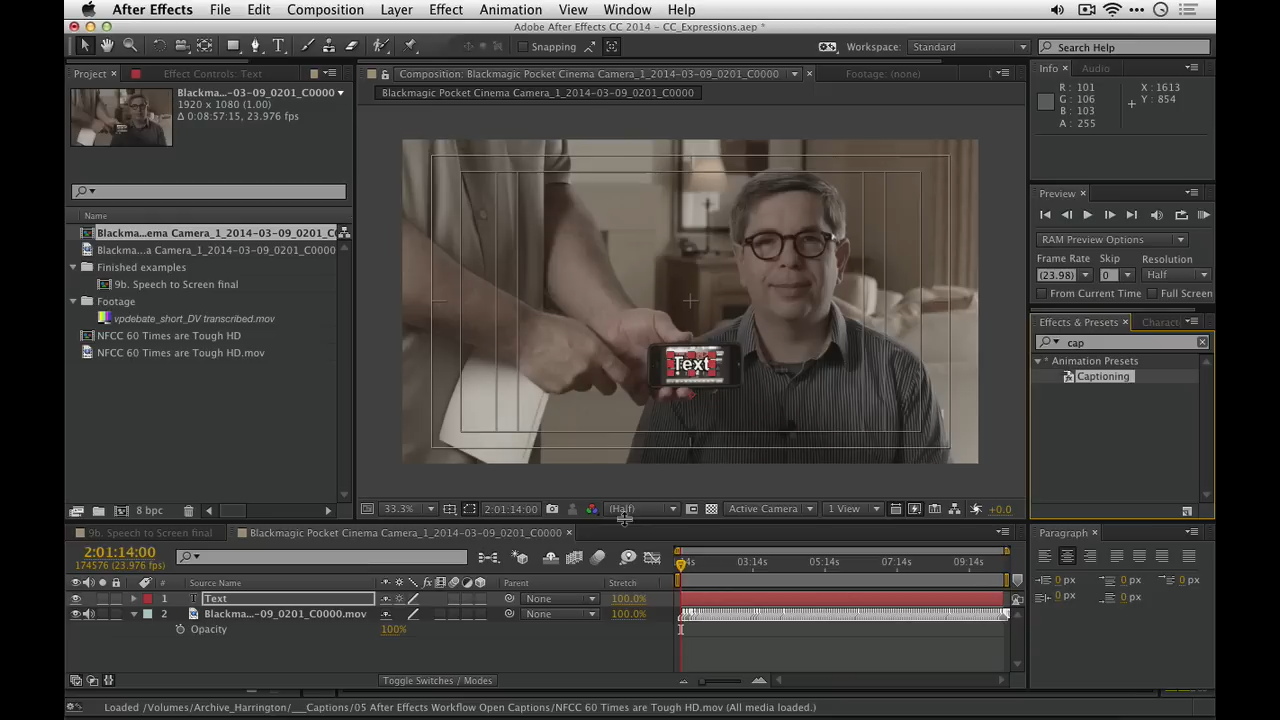 After Effects File Edit Composition Layer Effect Animation View Window Help
Adobe After Effects CC 2014 - CC_Expressions.aep *
Snapping
Workspace: Standard
Search Help
Project
Effect Controls: Text
Composition: Blackmagic Pocket Cinema Camera_1_2014-03-09_0201_C0000
Footage: (none)
Info Audio
Blackma...-03-09_0201_C0000
1920 x 1080 (1.00)
Δ 0:08:57:15, 23.976 fps
Blackmagic Pocket Cinema Camera_1_2014-03-09_0201_C0000
R: 101
G: 106
B: 103
A: 255
X: 1613
Y: 854
Preview
RAM Preview Options
Frame Rate Skip Resolution
(23.98) 0 Half
From Current Time Full Screen
Name
Blackma...ema Camera_1_2014-03-09_0201_C
Blackma...a Camera_1_2014-03-09_0201_C0000
Finished examples
9b. Speech to Screen final
Footage
vpdebate_short_DV transcribed.mov
NFCC 60 Times are Tough HD
NFCC 60 Times are Tough HD.mov
8 bpc
Text
Effects & Presets Charact
cap
* Animation Presets
Captioning
33.3% 2:01:14:00 (Half) Active Camera 1 View +0.0
9b. Speech to Screen final
Blackmagic Pocket Cinema Camera_1_2014-03-09_0201_C0000
2:01:14:00
174576 (23.976 fps)
14s 03:14s 05:14s 07:14s 09:14s
# Source Name fx Parent Stretch
1 T Text None 100.0%
2 Blackma...-09_0201_C0000.mov None 100.0%
Opacity 100%
Toggle Switches / Modes
Paragraph
0 px 0 px 0 px
0 px 0 px
Loaded /Volumes/Archive_Harrington/___Captions/05 After Effects Workflow Open Captions/NFCC 60 Times are Tough HD.mov (All media loaded.)